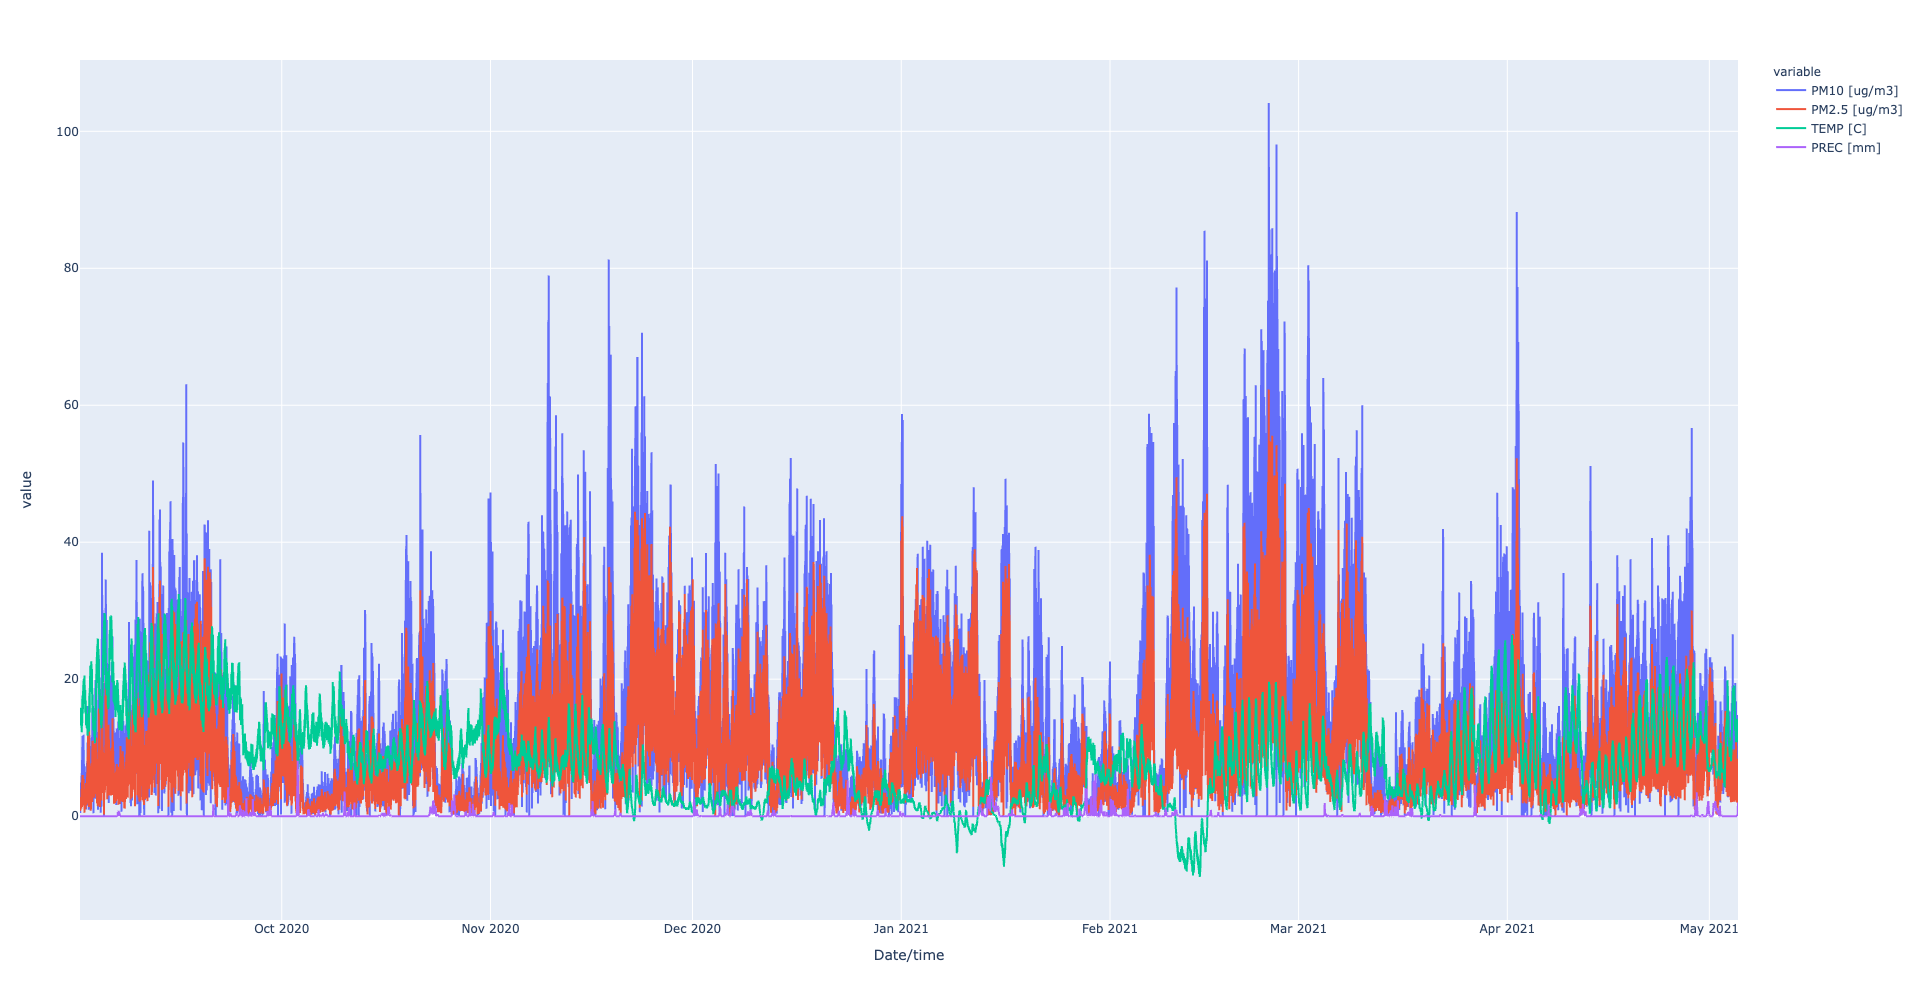 variable
PM10 [ug/m3]
PM2.5 [ug/m3]
TEMP [C]
PREC [mm]
100
80
60
40
20
0
value
Oct 2020
Nov 2020
Dec 2020
Jan 2021
Feb 2021
Mar 2021
Apr 2021
May 2021
Date/time